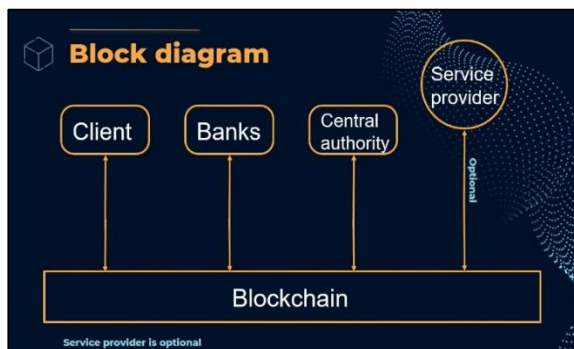 Block diagram
Service
provider
Client
Banks
Central
authority
Optional
Blockchain
Service provider is optional